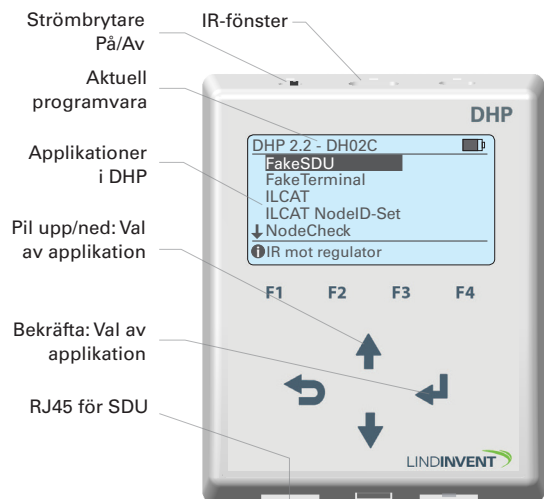 Strömbrytare
På/Av
IR-fönster
Aktuell
programvara
DHP
DHP 2.2 - DH02C
FakeSDU
FakeTerminal
ILCAT
ILCAT NodeID-Set
NodeCheck
IR mot regulator
Applikationer
i DHP
Pil upp/ned: Val
av applikation
F1 F2 F3 F4
Bekräfta: Val av
applikation
RJ45 för SDU
LINDINVENT